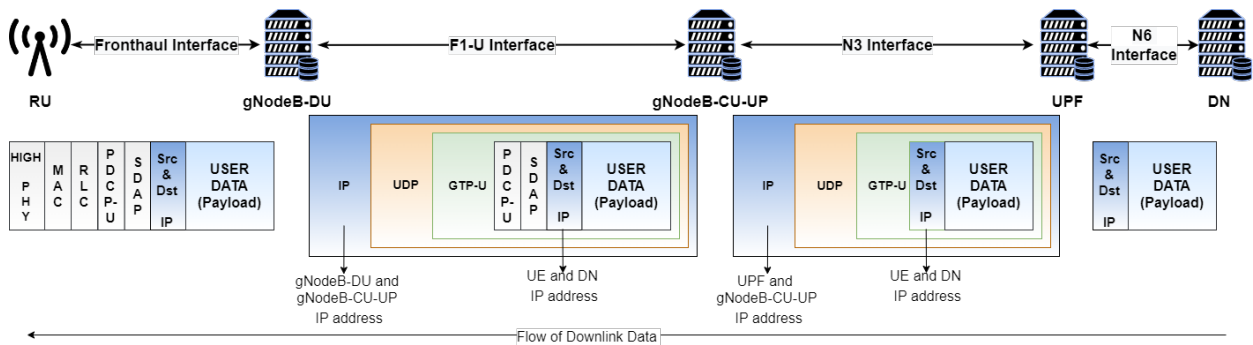 Fronthaul Interface
F1-U Interface
N3 Interface
N6
Interface
RU
gNodeB-DU
gNodeB-CU-UP
UPF
DN
HIGH
P
H
Y
M
A
C
R
L
C
P
D
C
P-
U
S
D
A
P
Src
&
Dst
IP
USER
DATA
(Payload)
IP
UDP
GTP-U
P
D
C
P-
U
S
D
A
P
Src
&
Dst
IP
USER
DATA
(Payload)
IP
UDP
GTP-U
Src
&
Dst
IP
USER
DATA
(Payload)
Src
&
Dst
IP
USER
DATA
(Payload)
gNodeB-DU and
gNodeB-CU-UP
IP address
UE and DN
IP address
UPF and
gNodeB-CU-UP
IP address
UE and DN
IP address
Flow of Downlink Data